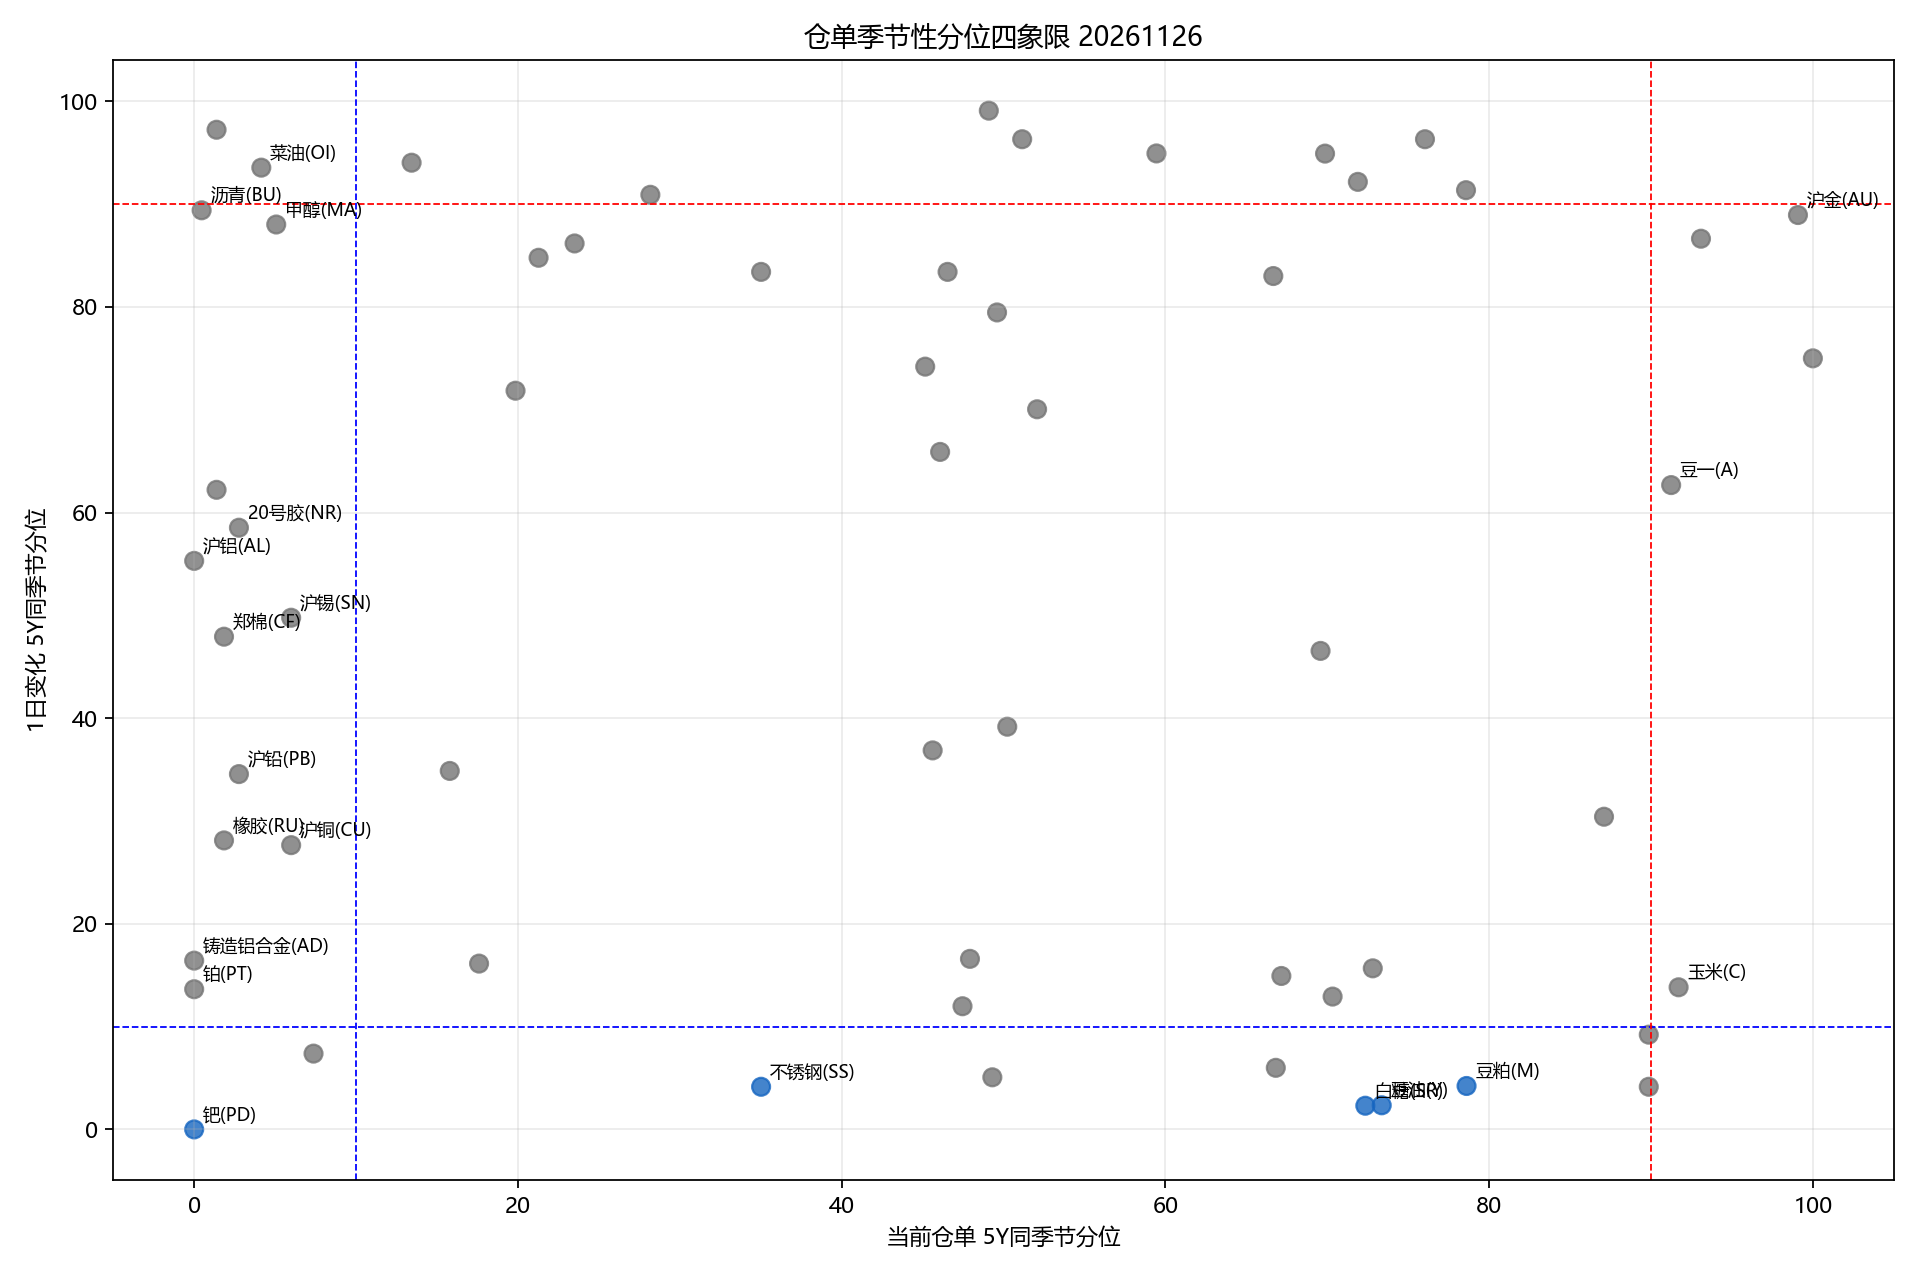 仓单季节性分位四象限 20261126
1日变化 5Y同季节分位
100
80
60
40
20
0
菜油(OI)
沥青(BU)
甲醇(MA)
沪金(AU)
豆一(A)
20号胶(NR)
沪铝(AL)
沪锡(SN)
郑棉(CF)
沪铅(PB)
橡胶(RU)
沪铜(CU)
铸造铝合金(AD)
铂(PT)
玉米(C)
不锈钢(SS)
豆粕(M)
白糖(SR)
豆油(Y)
钯(PD)
0
20
40
60
80
100
当前仓单 5Y同季节分位